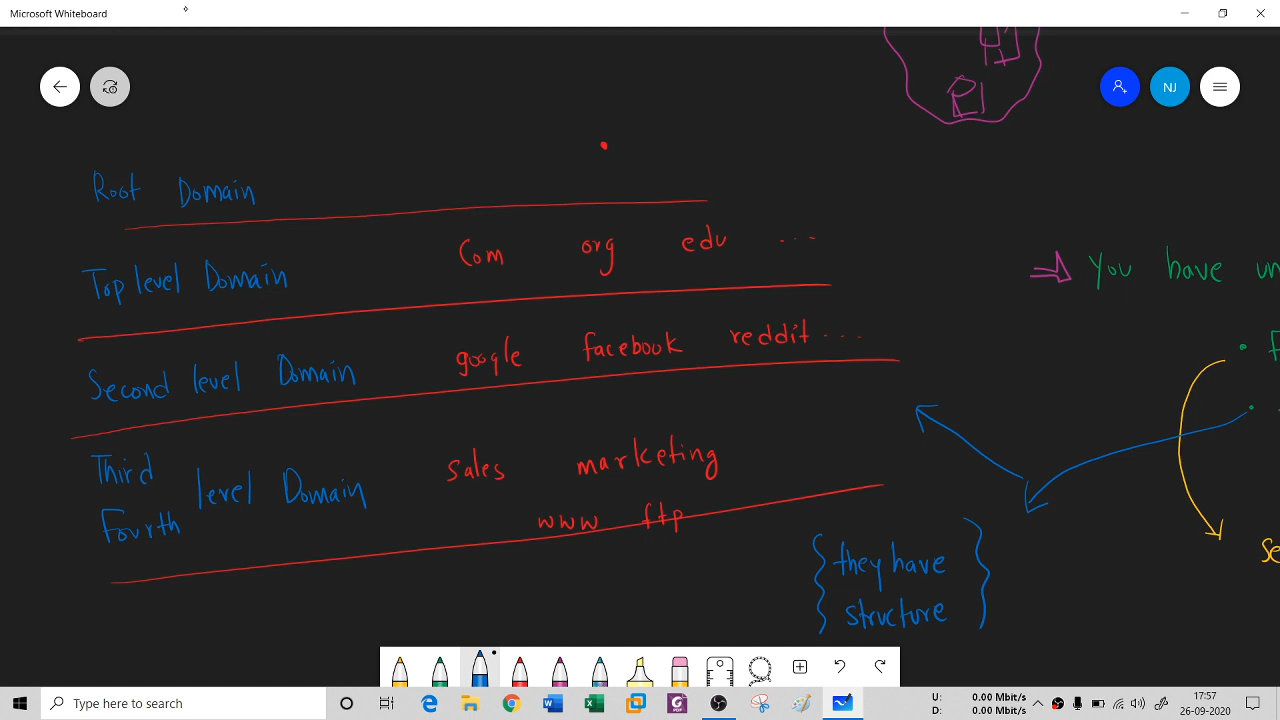 Microsoft Whiteboard
NJ
R1
Root Domain
Com org edu ...
Top level Domain
You have
google facebook reddit ...
Second level Domain
Third
Fourth
level Domain
sales marketing
www ftp
they have
structure
Type here to search
U: 0.00 Mbit/s
D: 0.00 Mbit/s
17:57
26-09-2020